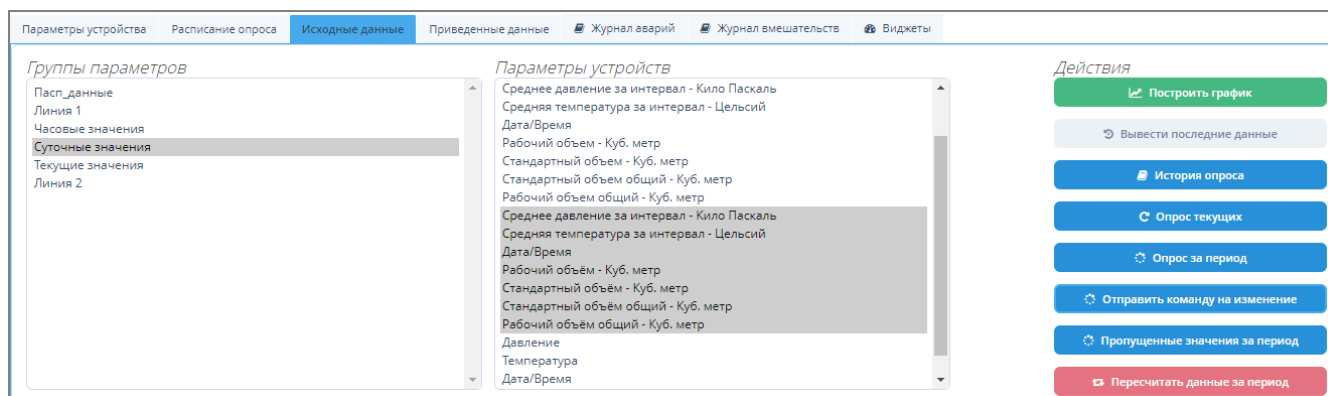 Параметры устройства Расписание опроса Исходные данные Приведенные данные Журнал аварий Журнал вмешательств Виджеты
Группы параметров
Пасп_данные
Линия 1
Часовые значения
Суточные значения
Текущие значения
Линия 2
Параметры устройств
Среднее давление за интервал - Кило Паскаль
Средняя температура за интервал - Цельсий
Дата/Время
Рабочий объем - Куб. метр
Стандартный объем - Куб. метр
Стандартный объем общий - Куб. метр
Рабочий объем общий - Куб. метр
Среднее давление за интервал - Кило Паскаль
Средняя температура за интервал - Цельсий
Дата/Время
Рабочий объём - Куб. метр
Стандартный объём - Куб. метр
Стандартный объём общий - Куб. метр
Рабочий объём общий - Куб. метр
Давление
Температура
Дата/Время
Действия
Построить график
Вывести последние данные
История опроса
Опрос текущих
Опрос за период
Отправить команду на изменение
Пропущенные значения за период
Пересчитать данные за период